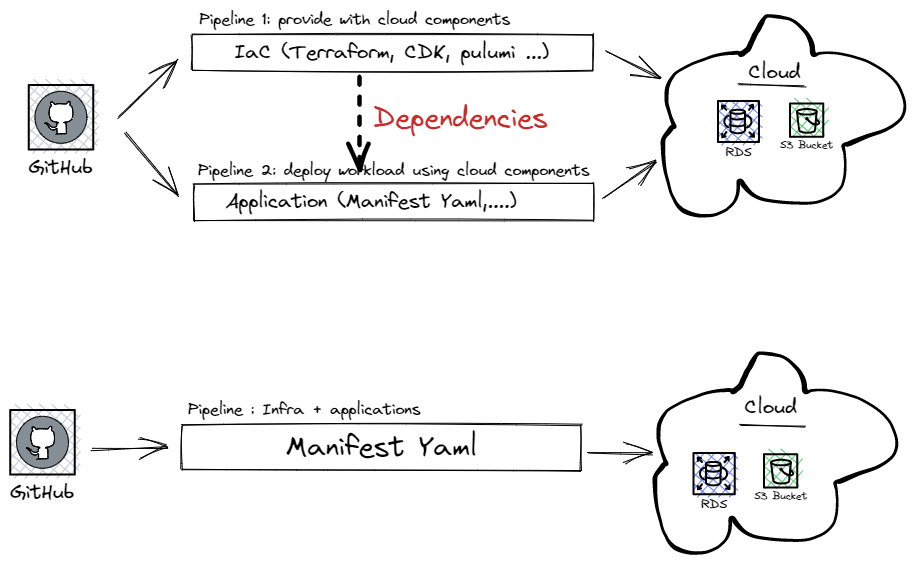 Pipeline 1: provide with cloud components
IaC (Terraform, CDK, pulumi ...)
Cloud
RDS
S3 Bucket
GitHub
Dependencies
Pipeline 2: deploy workload using cloud components
Application (Manifest Yaml,....)
Pipeline : Infra + applications
Manifest Yaml
GitHub
Cloud
RDS
S3 Bucket